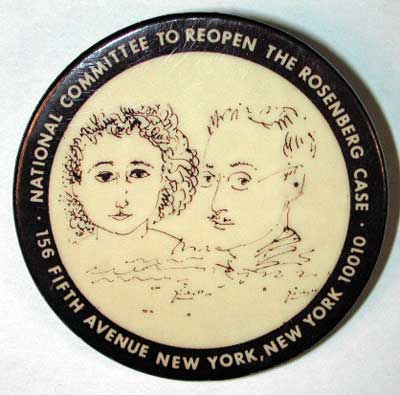 · NATIONAL COMMITTEE TO REOPEN THE ROSENBERG CASE ·
156 FIFTH AVENUE NEW YORK, NEW YORK 10010